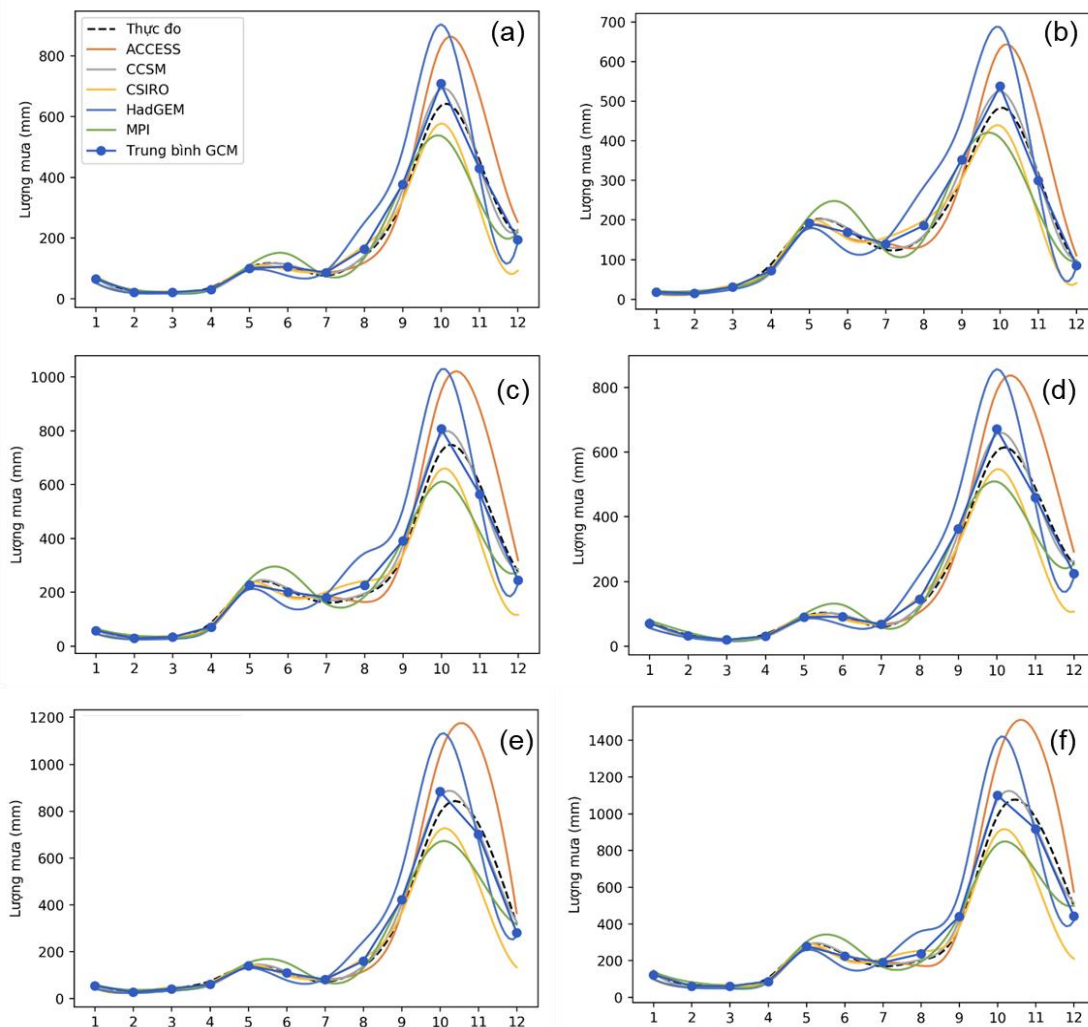 (a)
Thực đo
ACCESS
CCSM
CSIRO
HadGEM
MPI
Trung bình GCM
Lượng mưa (mm)
800
600
400
200
0
1 2 3 4 5 6 7 8 9 10 11 12
(b)
Lượng mưa (mm)
700
600
500
400
300
200
100
0
1 2 3 4 5 6 7 8 9 10 11 12
(c)
Lượng mưa (mm)
1000
800
600
400
200
0
1 2 3 4 5 6 7 8 9 10 11 12
(d)
Lượng mưa (mm)
800
600
400
200
0
1 2 3 4 5 6 7 8 9 10 11 12
(e)
Lượng mưa (mm)
1200
1000
800
600
400
200
0
1 2 3 4 5 6 7 8 9 10 11 12
(f)
Lượng mưa (mm)
1400
1200
1000
800
600
400
200
0
1 2 3 4 5 6 7 8 9 10 11 12